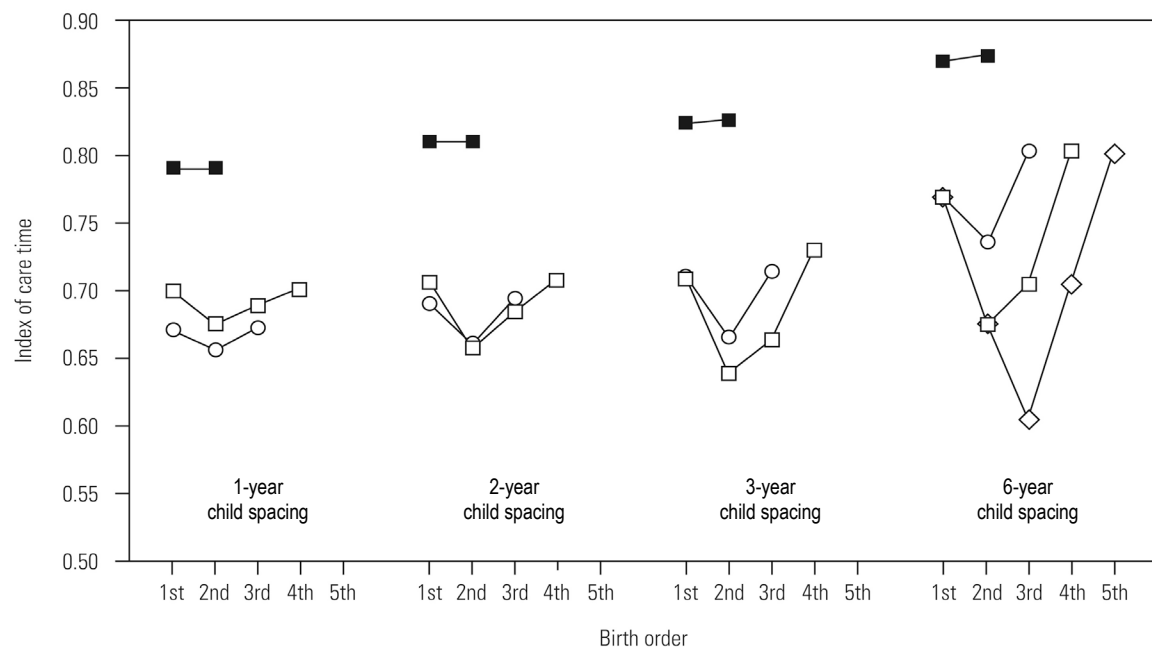 0.90
0.85
0.80
0.75
0.70
0.65
0.60
0.55
0.50
Index of care time
1-year
child spacing
2-year
child spacing
3-year
child spacing
6-year
child spacing
1st 2nd 3rd 4th 5th 1st 2nd 3rd 4th 5th 1st 2nd 3rd 4th 5th 1st 2nd 3rd 4th 5th
Birth order